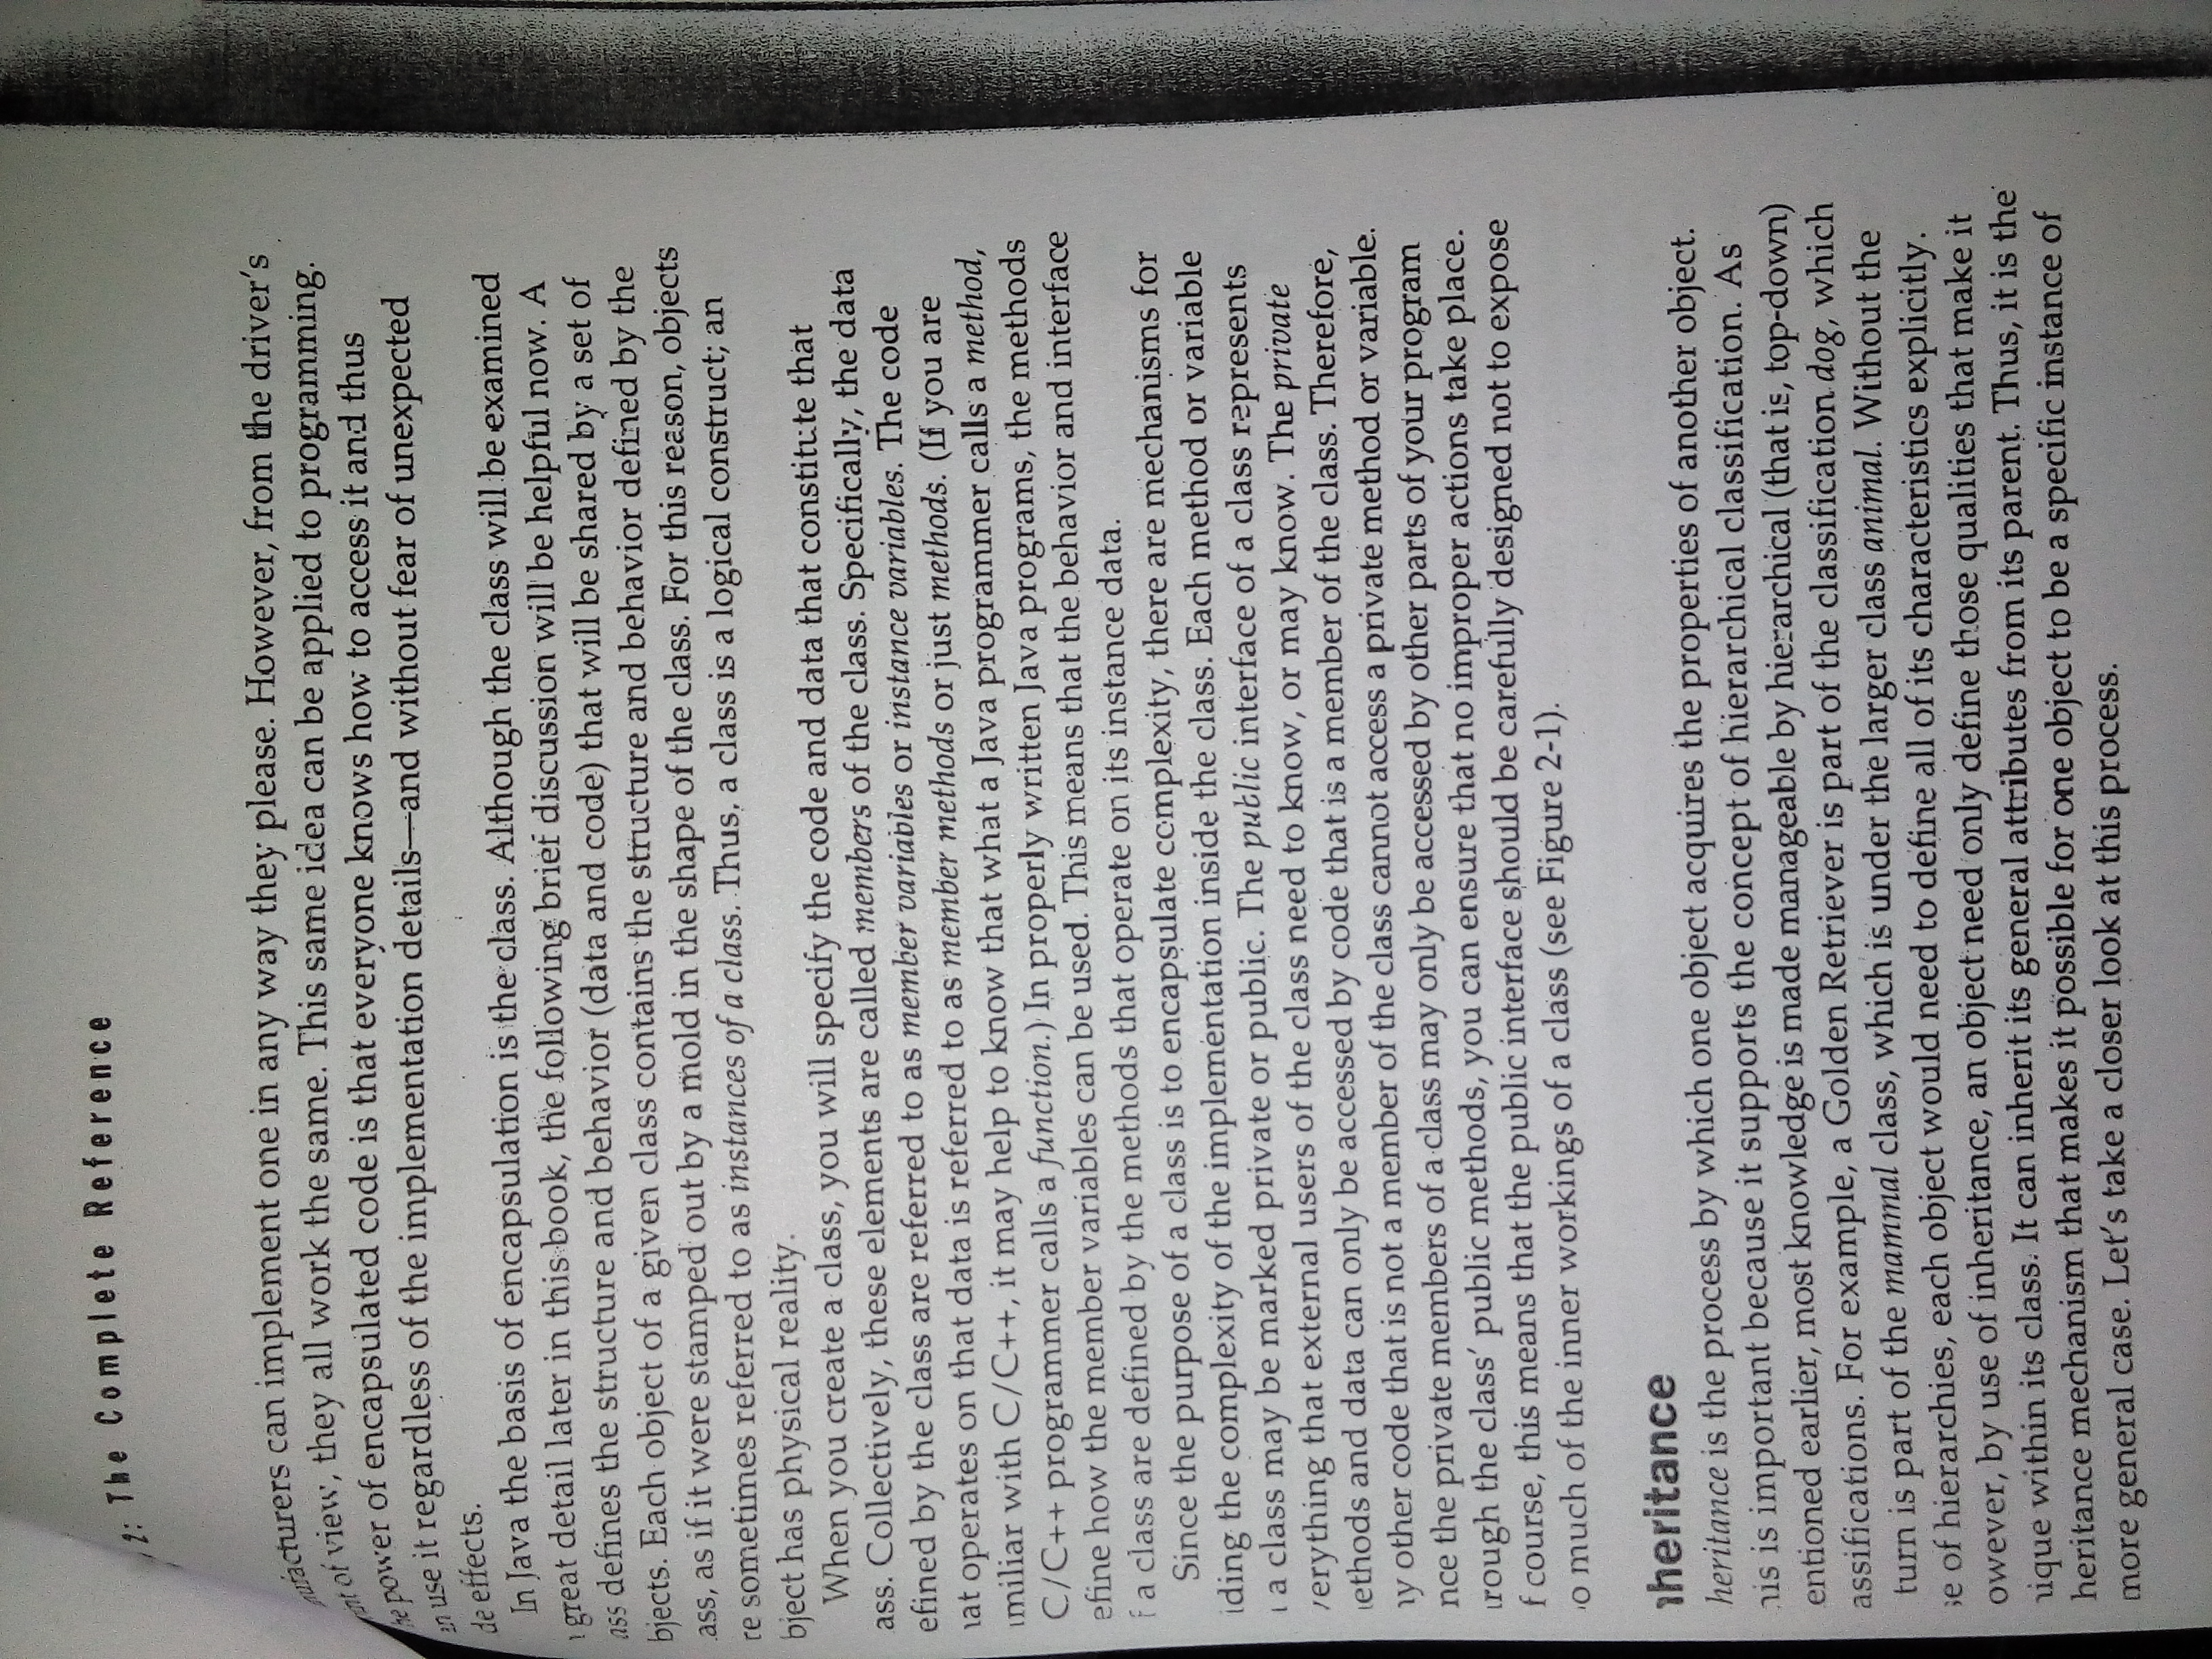 2: The Complete Reference
nufacturers can implement one in any way they please. However, from the driver's
int of view, they all work the same. This same idea can be applied to programming.
he power of encapsulated code is that everyone knows how to access it and thus
an use it regardless of the implementation details—and without fear of unexpected
de effects.
In Java the basis of encapsulation is the class. Although the class will be examined
great detail later in this book, the following brief discussion will be helpful now. A
ass defines the structure and behavior (data and code) that will be shared by a set of
bjects. Each object of a given class contains the structure and behavior defined by the
ass, as if it were stamped out by a mold in the shape of the class. For this reason, objects
re sometimes referred to as instances of a class. Thus, a class is a logical construct; an
bject has physical reality.
When you create a class, you will specify the code and data that constitute that
ass. Collectively, these elements are called members of the class. Specifically, the data
efined by the class are referred to as member variables or instance variables. The code
at operates on that data is referred to as member methods or just methods. (If you are
miliar with C/C++, it may help to know that what a Java programmer calls a method,
C/C++ programmer calls a function.) In properly written Java programs, the methods
efine how the member variables can be used. This means that the behavior and interface
f a class are defined by the methods that operate on its instance data.
Since the purpose of a class is to encapsulate complexity, there are mechanisms for
iding the complexity of the implementation inside the class. Each method or variable
a class may be marked private or public. The public interface of a class represents
verything that external users of the class need to know, or may know. The private
ethods and data can only be accessed by code that is a member of the class. Therefore,
ny other code that is not a member of the class cannot access a private method or variable.
nce the private members of a class may only be accessed by other parts of your program
rough the class' public methods, you can ensure that no improper actions take place.
f course, this means that the public interface should be carefully designed not to expose
o much of the inner workings of a class (see Figure 2-1).
nheritance
heritance is the process by which one object acquires the properties of another object.
his is important because it supports the concept of hierarchical classification. As
entioned earlier, most knowledge is made manageable by hierarchical (that is, top-down)
assifications. For example, a Golden Retriever is part of the classification dog, which
turn is part of the mammal class, which is under the larger class animal. Without the
se of hierarchies, each object would need to define all of its characteristics explicitly.
owever, by use of inheritance, an object need only define those qualities that make it
ique within its class. It can inherit its general attributes from its parent. Thus, it is the
heritance mechanism that makes it possible for one object to be a specific instance of
more general case. Let's take a closer look at this process.